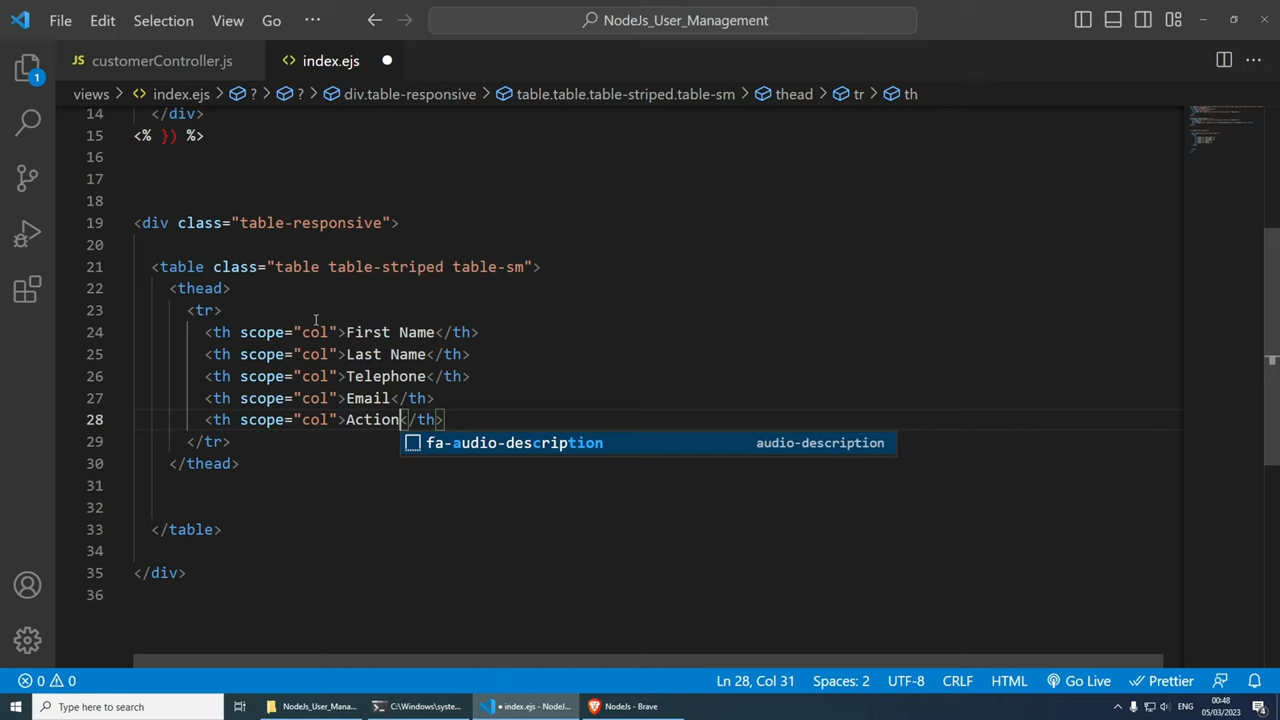 File Edit Selection View Go ··· NodeJs_User_Management
JS customerController.js <> index.ejs
views > <> index.ejs > ? > ? > div.table-responsive > table.table.table-striped.table-sm > thead > tr > th
14 </div>
15 <% }) %>
16
17
18
19 <div class="table-responsive">
20
21 <table class="table table-striped table-sm">
22 <thead>
23 <tr>
24 <th scope="col">First Name</th>
25 <th scope="col">Last Name</th>
26 <th scope="col">Telephone</th>
27 <th scope="col">Email</th>
28 <th scope="col">Action</th>
fa-audio-description audio-description
29 </tr>
30 </thead>
31
32
33 </table>
34
35 </div>
36
1
0 0 Ln 28, Col 31 Spaces: 2 UTF-8 CRLF HTML Go Live Prettier
Type here to search NodeJs_User_Mana... C:\Windows\syste... • index.ejs - NodeJ... NodeJs - Brave ENG 00:48
05/03/2023 4